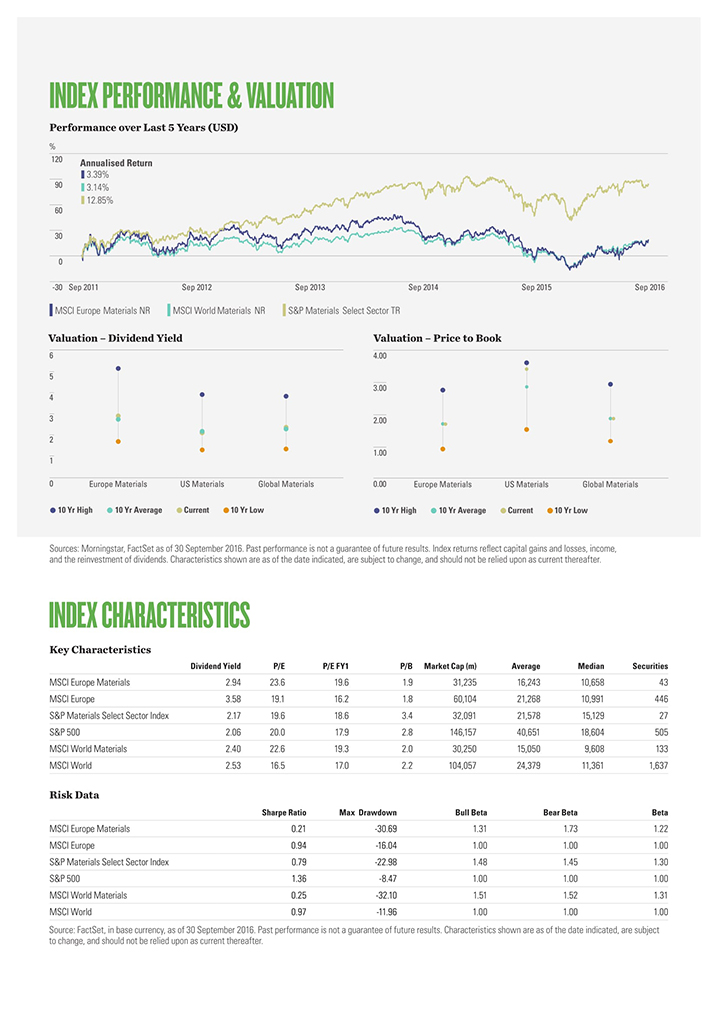 INDEX PERFORMANCE & VALUATION
Performance over Last 5 Years (USD)
%
120
90
60
30
0
-30
Annualised Return
3.39%
3.14%
12.85%
Sep 2011 Sep 2012 Sep 2013 Sep 2014 Sep 2015 Sep 2016
MSCI Europe Materials NR MSCI World Materials NR S&P Materials Select Sector TR
Valuation – Dividend Yield
6
5
4
3
2
1
0
Europe Materials US Materials Global Materials
10 Yr High 10 Yr Average Current 10 Yr Low
Valuation – Price to Book
4.00
3.00
2.00
1.00
0.00
Europe Materials US Materials Global Materials
10 Yr High 10 Yr Average Current 10 Yr Low
Sources: Morningstar, FactSet as of 30 September 2016. Past performance is not a guarantee of future results. Index returns reflect capital gains and losses, income,
and the reinvestment of dividends. Characteristics shown are as of the date indicated, are subject to change, and should not be relied upon as current thereafter.
INDEX CHARACTERISTICS
Key Characteristics
Dividend Yield P/E P/E FY1 P/B Market Cap (m) Average Median Securities
MSCI Europe Materials 2.94 23.6 19.6 1.9 31,235 16,243 10,658 43
MSCI Europe 3.58 19.1 16.2 1.8 60,104 21,268 10,991 446
S&P Materials Select Sector Index 2.17 19.6 18.6 3.4 32,091 21,578 15,129 27
S&P 500 2.06 20.0 17.9 2.8 146,157 40,651 18,604 505
MSCI World Materials 2.40 22.6 19.3 2.0 30,250 15,050 9,608 133
MSCI World 2.53 16.5 17.0 2.2 104,057 24,379 11,361 1,637
Risk Data
Sharpe Ratio Max Drawdown Bull Beta Bear Beta Beta
MSCI Europe Materials 0.21 -30.69 1.31 1.73 1.22
MSCI Europe 0.94 -16.04 1.00 1.00 1.00
S&P Materials Select Sector Index 0.79 -22.98 1.48 1.45 1.30
S&P 500 1.36 -8.47 1.00 1.00 1.00
MSCI World Materials 0.25 -32.10 1.51 1.52 1.31
MSCI World 0.97 -11.96 1.00 1.00 1.00
Source: FactSet, in base currency, as of 30 September 2016. Past performance is not a guarantee of future results. Characteristics shown are as of the date indicated, are subject
to change, and should not be relied upon as current thereafter.